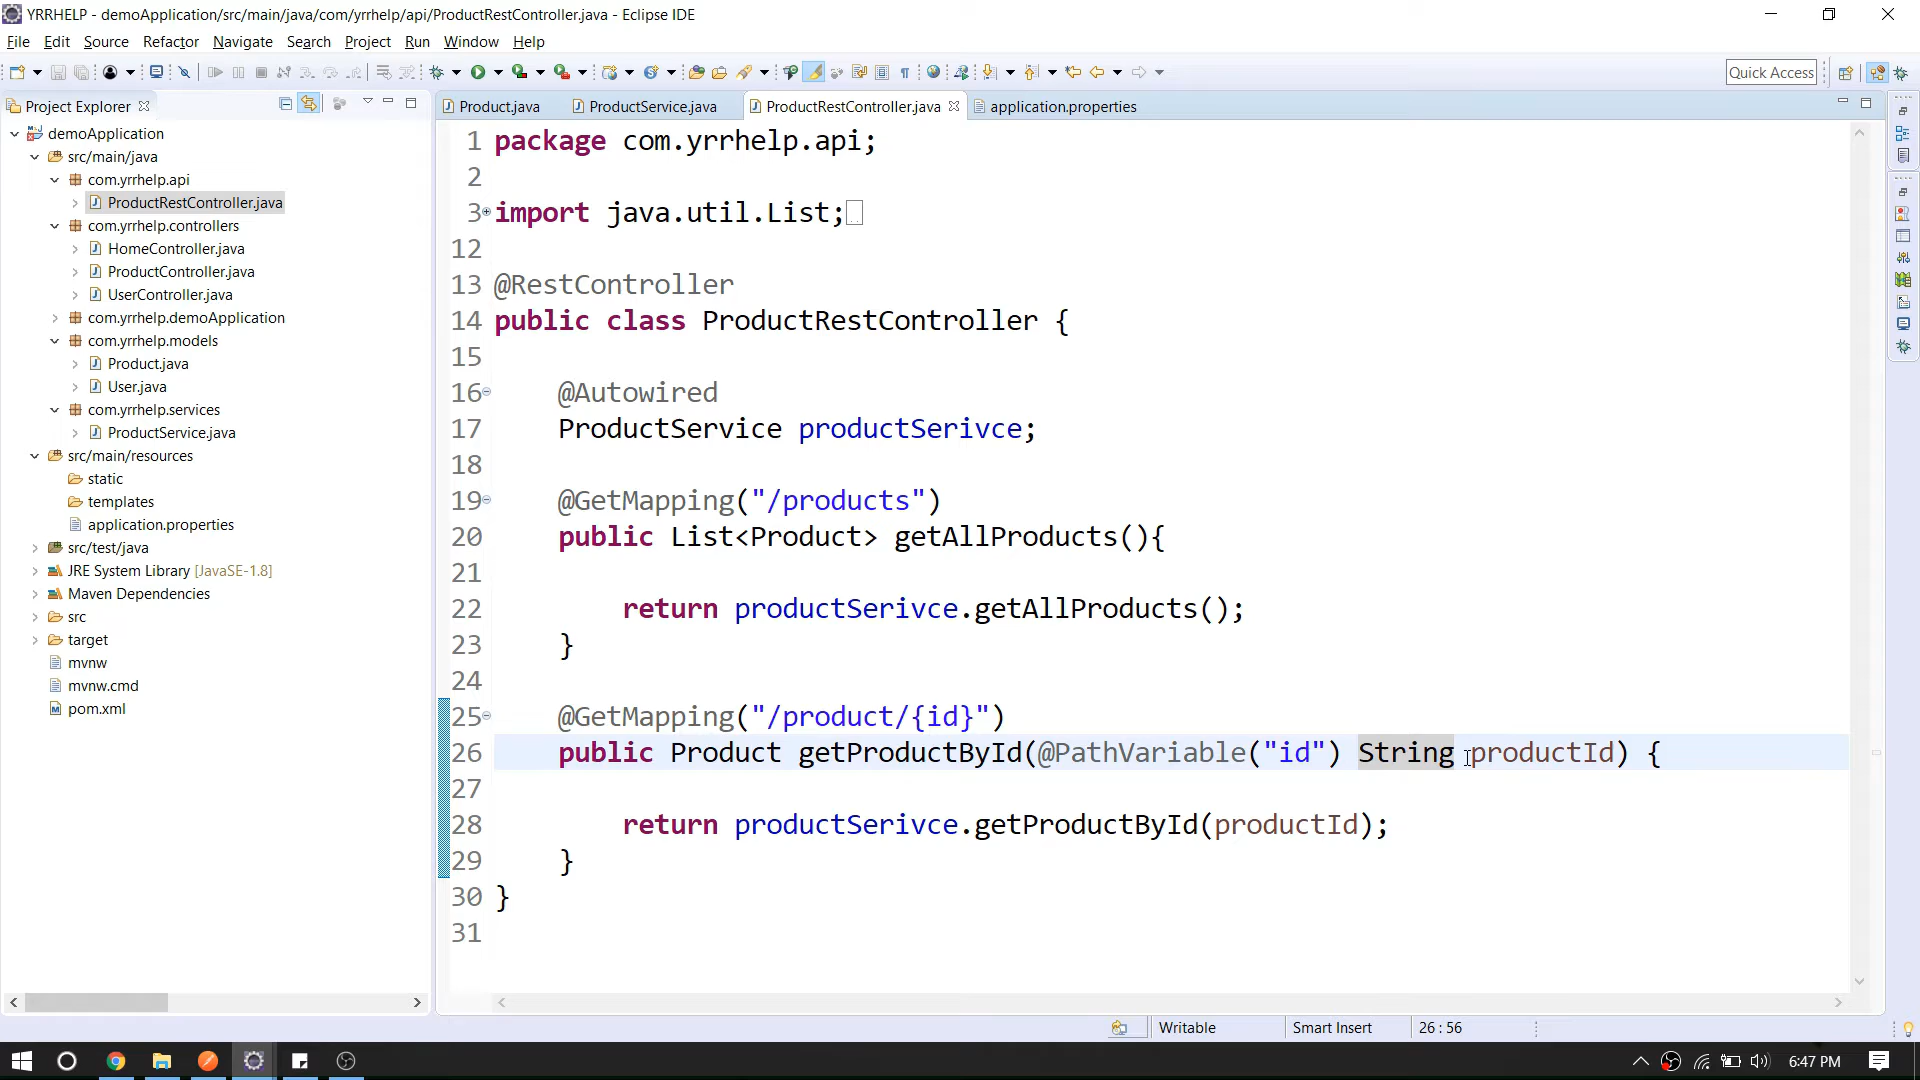 YRRHELP - demoApplication/src/main/java/com/yrrhelp/api/ProductRestController.java - Eclipse IDE
File Edit Source Refactor Navigate Search Project Run Window Help
Quick Access
Project Explorer
demoApplication
src/main/java
com.yrrhelp.api
ProductRestController.java
com.yrrhelp.controllers
HomeController.java
ProductController.java
UserController.java
com.yrrhelp.demoApplication
com.yrrhelp.models
Product.java
User.java
com.yrrhelp.services
ProductService.java
src/main/resources
static
templates
application.properties
src/test/java
JRE System Library [JavaSE-1.8]
Maven Dependencies
src
target
mvnw
mvnw.cmd
pom.xml
Product.java ProductService.java ProductRestController.java application.properties
1 package com.yrrhelp.api;
2
3 import java.util.List;
12
13 @RestController
14 public class ProductRestController {
15
16 @Autowired
17 ProductService productSerivce;
18
19 @GetMapping("/products")
20 public List<Product> getAllProducts(){
21
22 return productSerivce.getAllProducts();
23 }
24
25 @GetMapping("/product/{id}")
26 public Product getProductById(@PathVariable("id") String productId) {
27
28 return productSerivce.getProductById(productId);
29 }
30 }
31
Writable Smart Insert 26 : 56
6:47 PM